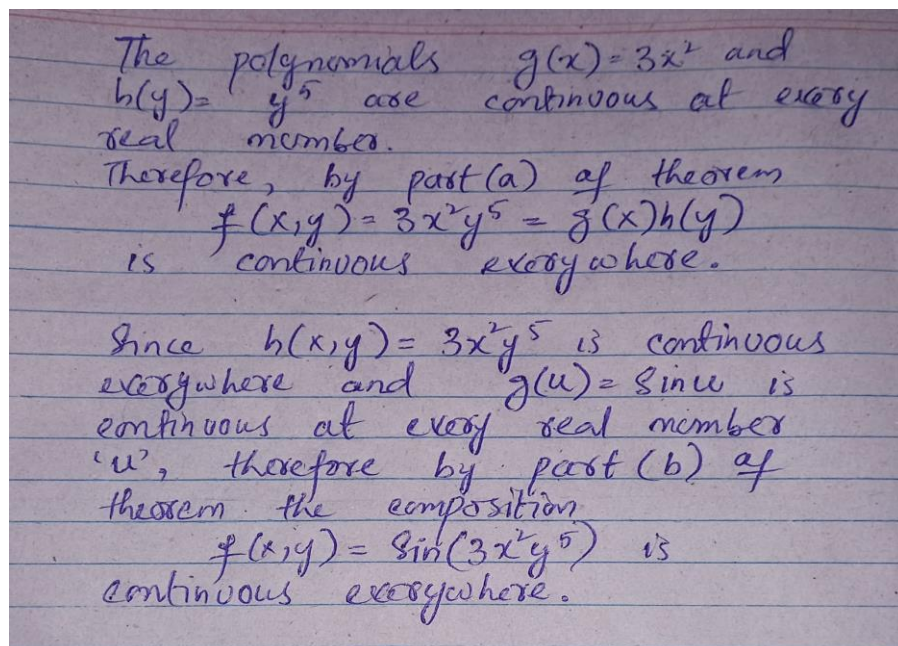 The polynomials g(x) = 3x² and
h(y) = y⁵ are continuous at every
real number.
Therefore, by part (a) of theorem
f(x,y) = 3x²y⁵ = g(x)h(y)
is continuous everywhere.
Since h(x,y) = 3x²y⁵ is continuous
everywhere and g(u) = Sinu is
continuous at every real number
'u', therefore by part (b) of
theorem the composition
f(x,y) = Sin(3x²y⁵) is
continuous everywhere.